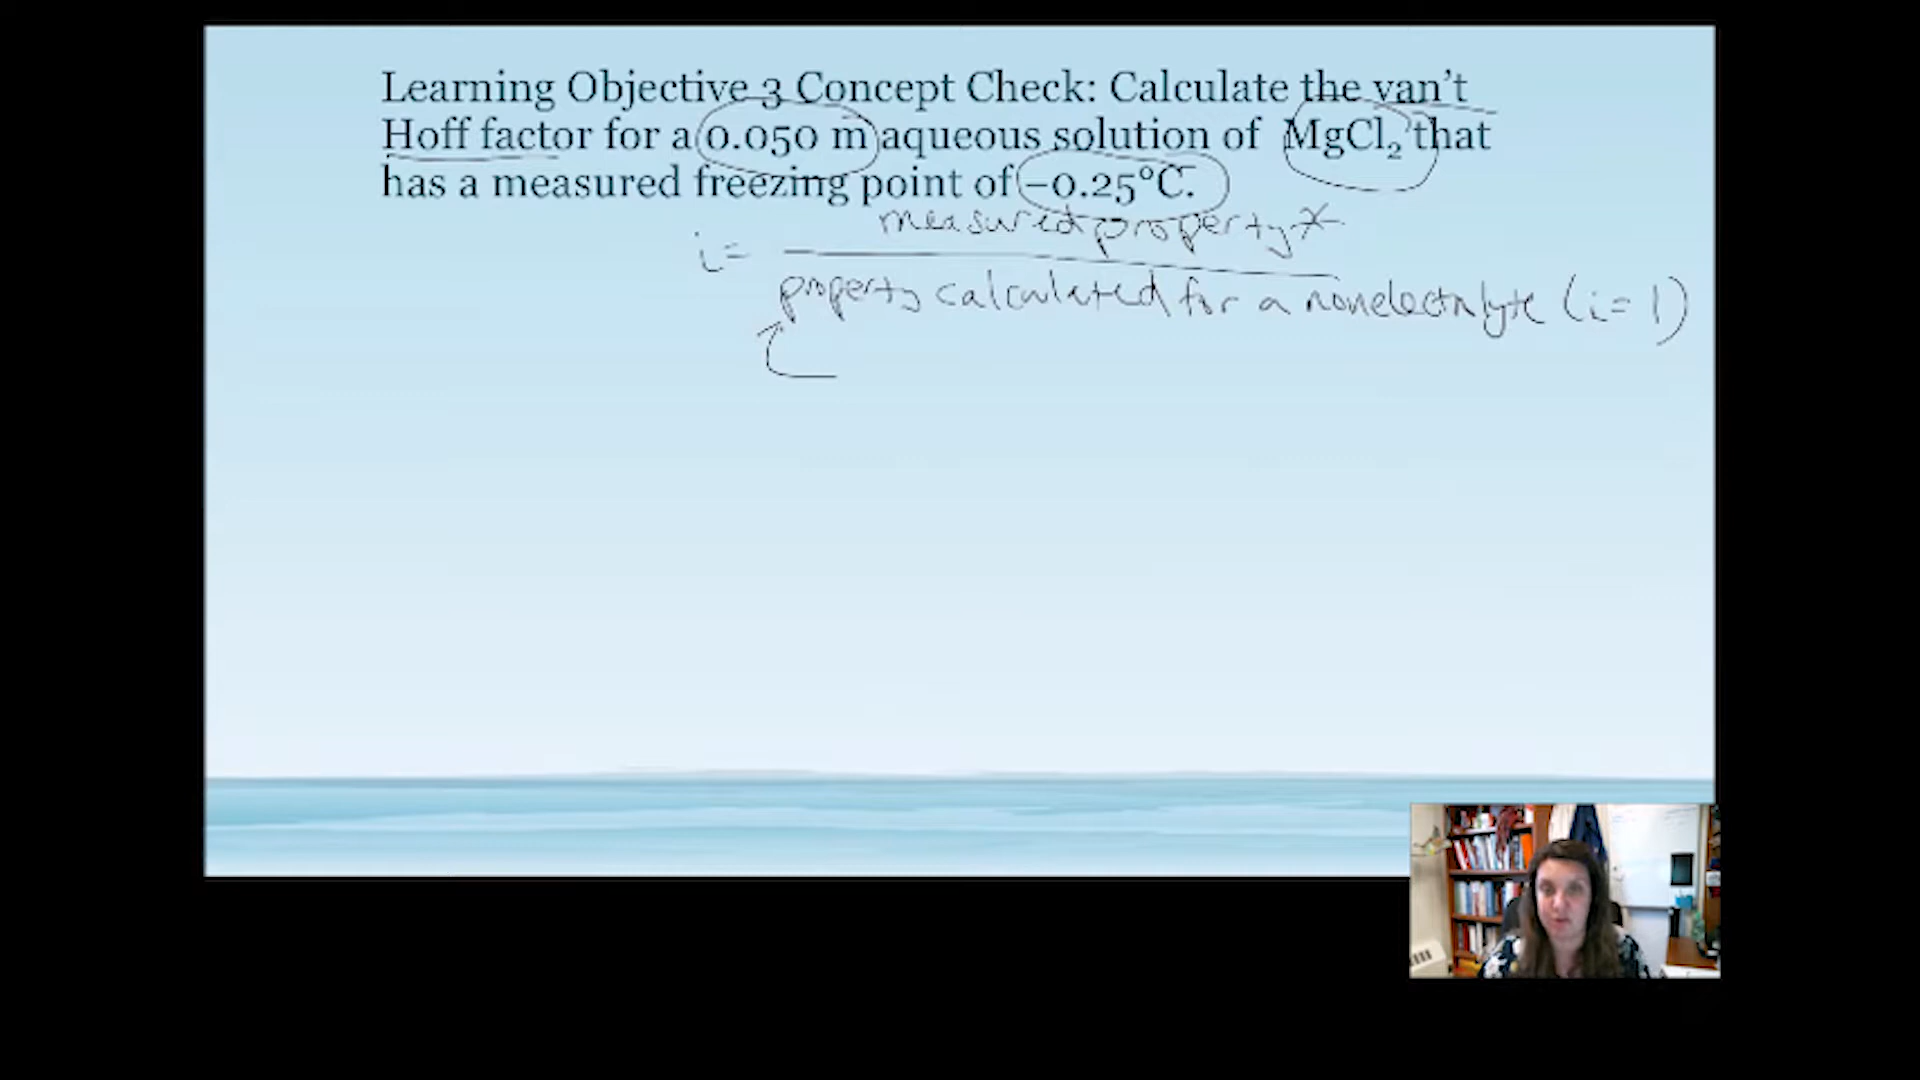 Learning Objective 3 Concept Check: Calculate the van’t
Hoff factor for a 0.050 m aqueous solution of MgCl₂ that
has a measured freezing point of –0.25°C.
i= measured property*
property calculated for a nonelectrolyte (i=1)